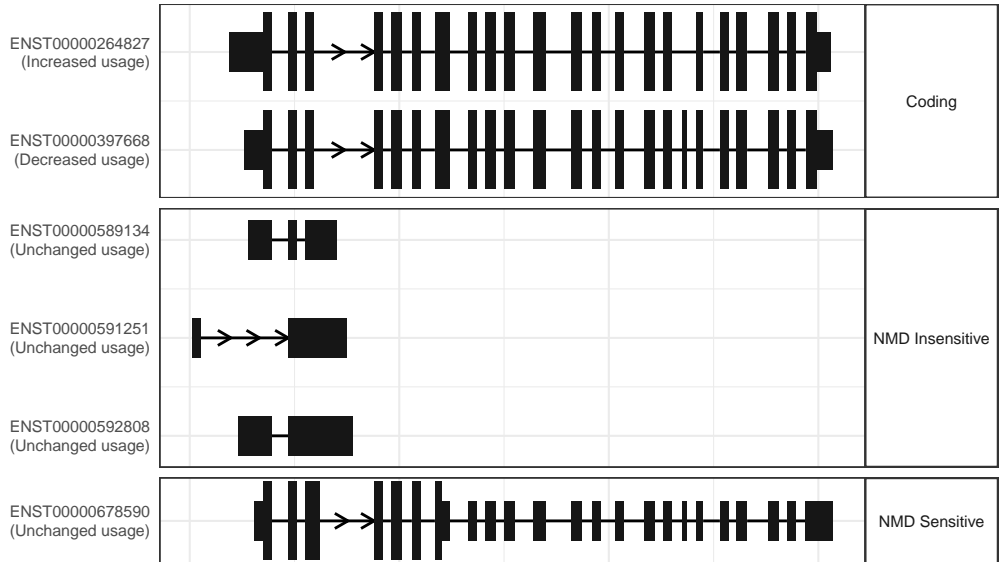 ENST00000264827
(Increased usage)
ENST00000397668
(Decreased usage)
Coding
ENST00000589134
(Unchanged usage)
ENST00000591251
(Unchanged usage)
ENST00000592808
(Unchanged usage)
NMD Insensitive
ENST00000678590
(Unchanged usage)
NMD Sensitive